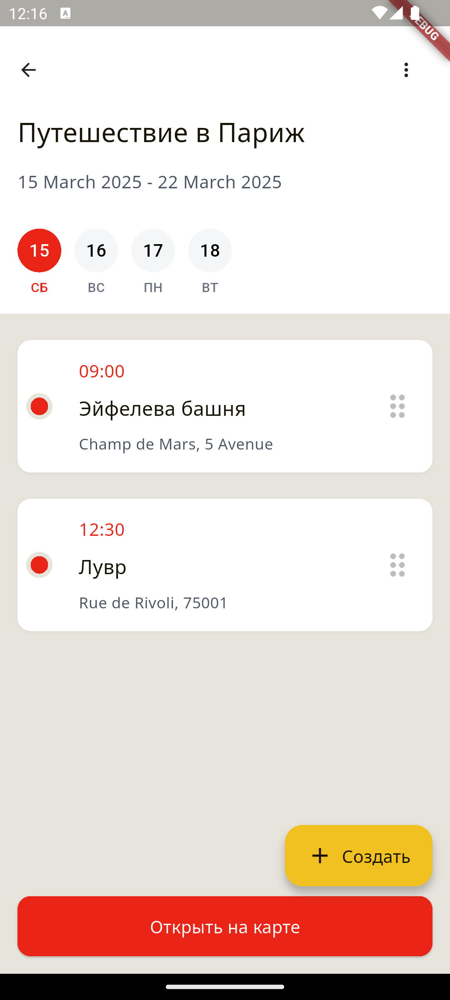 12:16
DEBUG
Путешествие в Париж
15 March 2025 - 22 March 2025
15 16 17 18
СБ ВС ПН ВТ
09:00
Эйфелева башня
Champ de Mars, 5 Avenue
12:30
Лувр
Rue de Rivoli, 75001
+ Создать
Открыть на карте